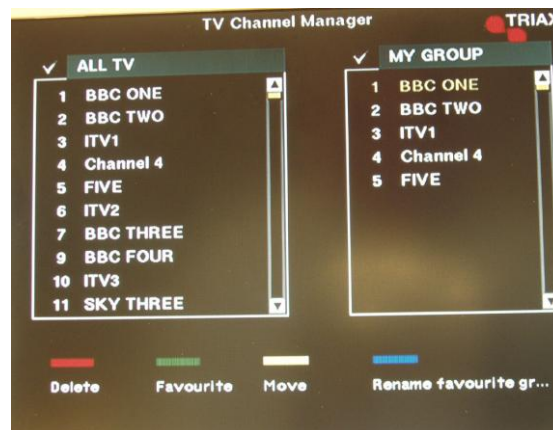 TV Channel Manager
TRIAX
ALL TV
1 BBC ONE
2 BBC TWO
3 ITV1
4 Channel 4
5 FIVE
6 ITV2
7 BBC THREE
9 BBC FOUR
10 ITV3
11 SKY THREE
MY GROUP
1 BBC ONE
2 BBC TWO
3 ITV1
4 Channel 4
5 FIVE
Delete
Favourite
Move
Rename favourite gr...